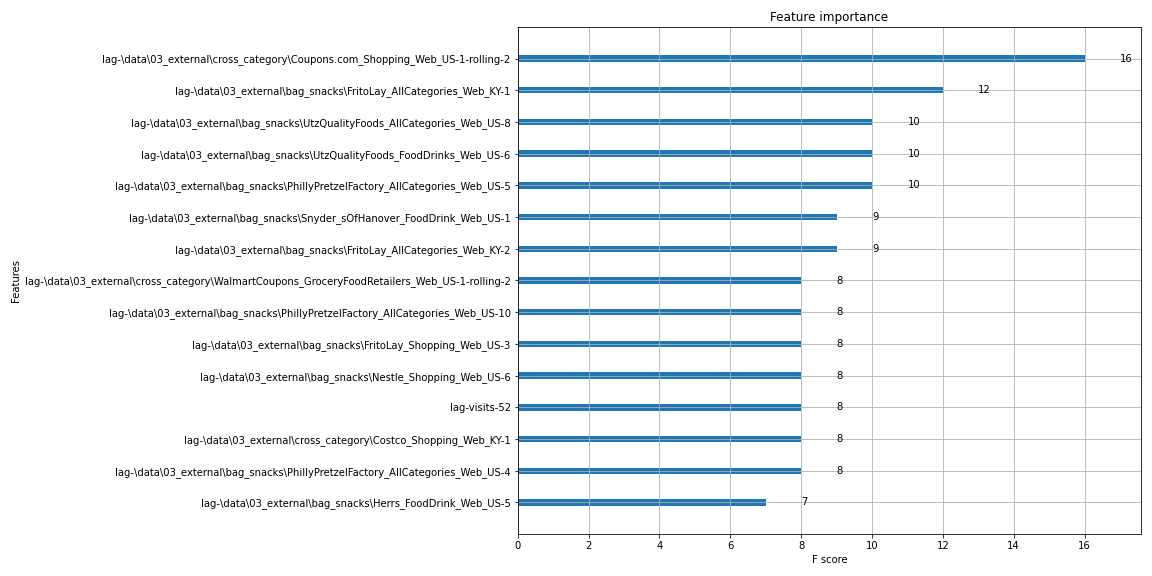 Feature importance
lag-\data\03_external\cross_category\Coupons.com_Shopping_Web_US-1-rolling-2 16
lag-\data\03_external\bag_snacks\FritoLay_AllCategories_Web_KY-1 12
lag-\data\03_external\bag_snacks\UtzQualityFoods_AllCategories_Web_US-8 10
lag-\data\03_external\bag_snacks\UtzQualityFoods_FoodDrinks_Web_US-6 10
lag-\data\03_external\bag_snacks\PhillyPretzelFactory_AllCategories_Web_US-5 10
lag-\data\03_external\bag_snacks\Snyder_sOfHanover_FoodDrink_Web_US-1 9
lag-\data\03_external\bag_snacks\FritoLay_AllCategories_Web_KY-2 9
lag-\data\03_external\cross_category\WalmartCoupons_GroceryFoodRetailers_Web_US-1-rolling-2 8
lag-\data\03_external\bag_snacks\PhillyPretzelFactory_AllCategories_Web_US-10 8
lag-\data\03_external\bag_snacks\FritoLay_Shopping_Web_US-3 8
lag-\data\03_external\bag_snacks\Nestle_Shopping_Web_US-6 8
lag-visits-52 8
lag-\data\03_external\cross_category\Costco_Shopping_Web_KY-1 8
lag-\data\03_external\bag_snacks\PhillyPretzelFactory_AllCategories_Web_US-4 8
lag-\data\03_external\bag_snacks\Herrs_FoodDrink_Web_US-5 7
Features
0 2 4 6 8 10 12 14 16
F score